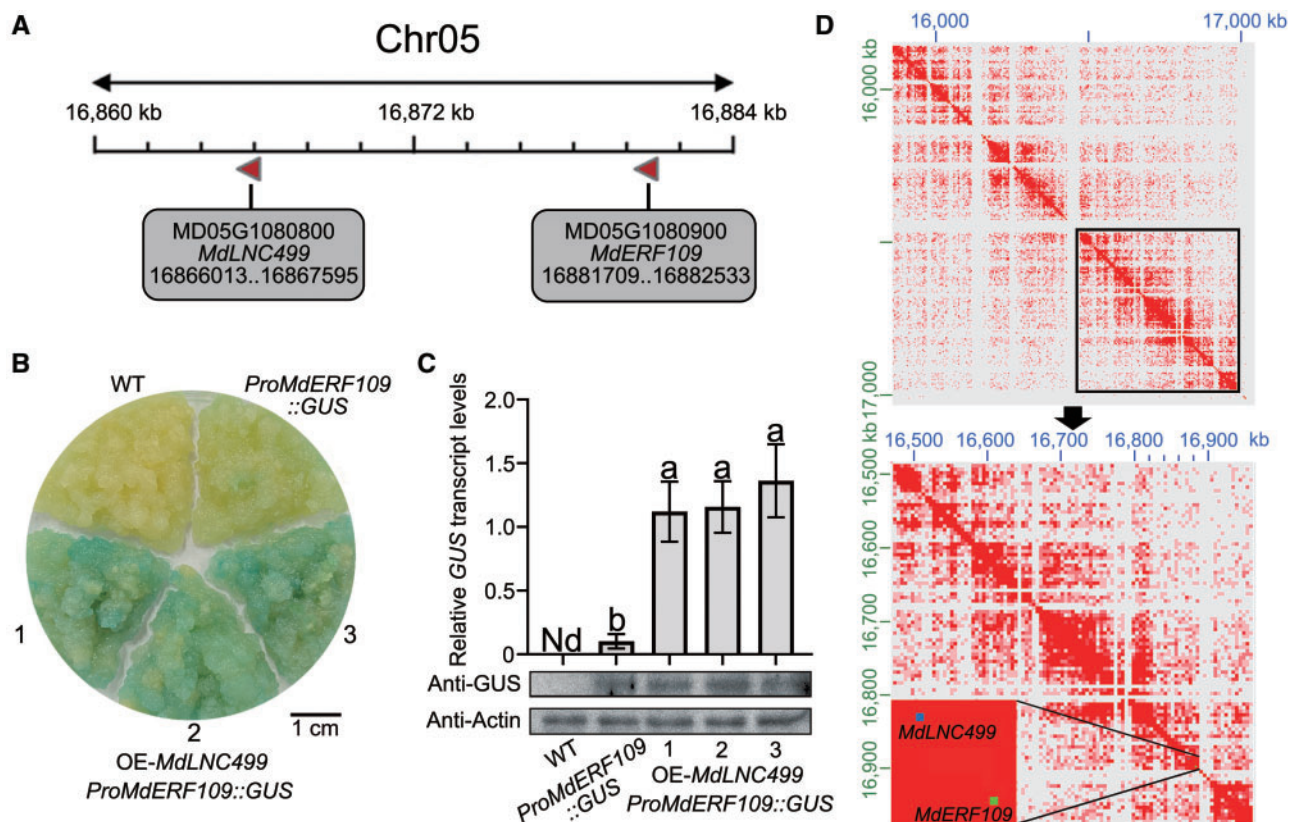 A
Chr05
16,860 kb 16,872 kb 16,884 kb
MD05G1080800
MdLNC499
16866013..16867595
MD05G1080900
MdERF109
16881709..16882533
B
WT
ProMdERF109
::GUS
1
2
3
1 cm
OE-MdLNC499
ProMdERF109::GUS
C
Relative GUS transcript levels
2.0
1.5
1.0
0.5
0
Nd b a a a
Anti-GUS
Anti-Actin
WT
ProMdERF109
::GUS
1 2 3
OE-MdLNC499
ProMdERF109::GUS
D
16,000 17,000 kb
16,000 kb
17,000 kb
16,500 16,600 16,700 16,800 16,900 kb
16,500
16,600
16,700
16,800
16,900
MdLNC499
MdERF109